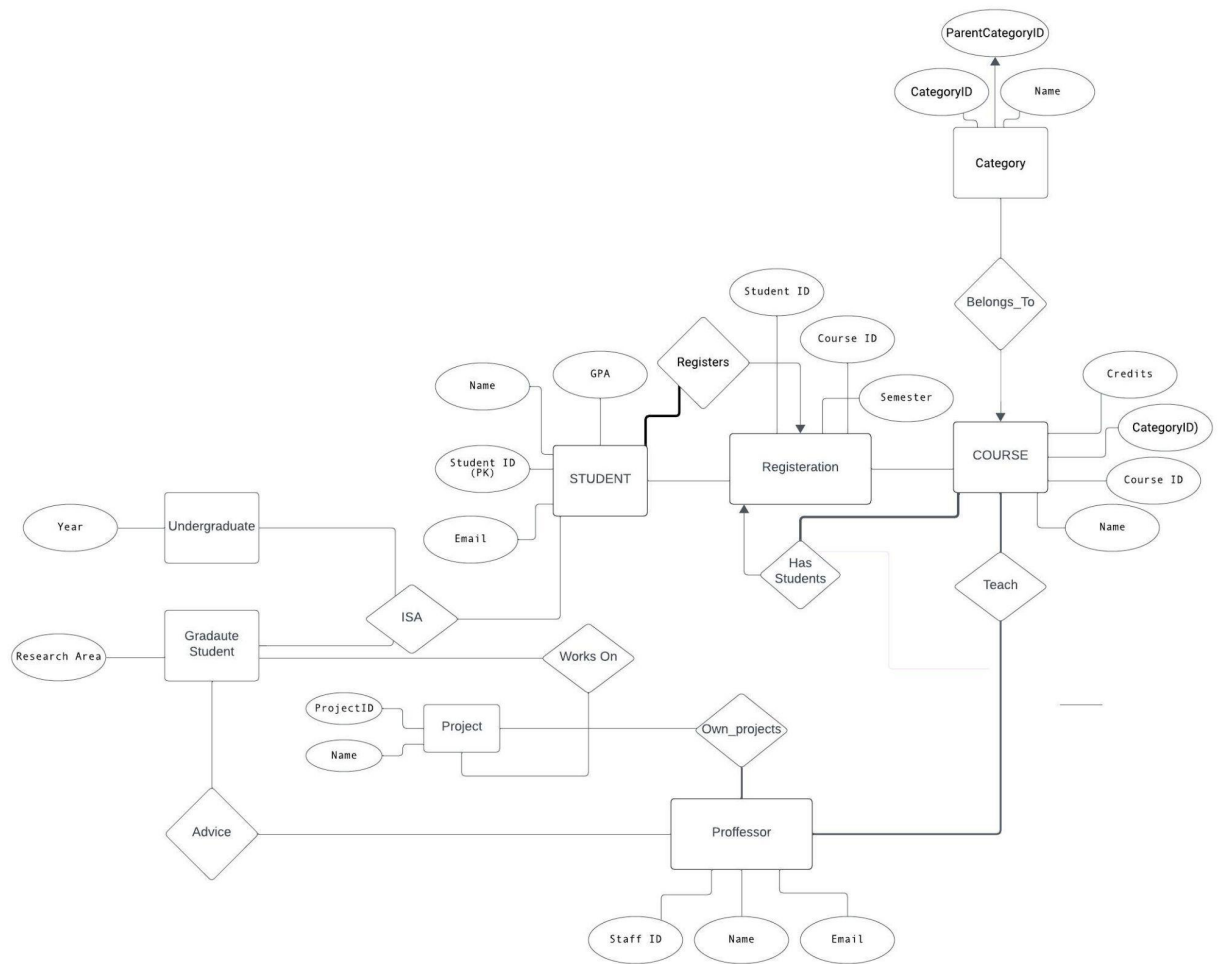 ParentCategoryID
CategoryID
Name
Category
Belongs_To
Student ID
Course ID
Registers
Semester
GPA
Name
Student ID
(PK)
Email
STUDENT
Registeration
COURSE
Credits
CategoryID)
Course ID
Name
Has
Students
Teach
Year
Undergraduate
ISA
Research Area
Gradaute
Student
Works On
ProjectID
Name
Project
Own_projects
Advice
Proffessor
Staff ID
Name
Email